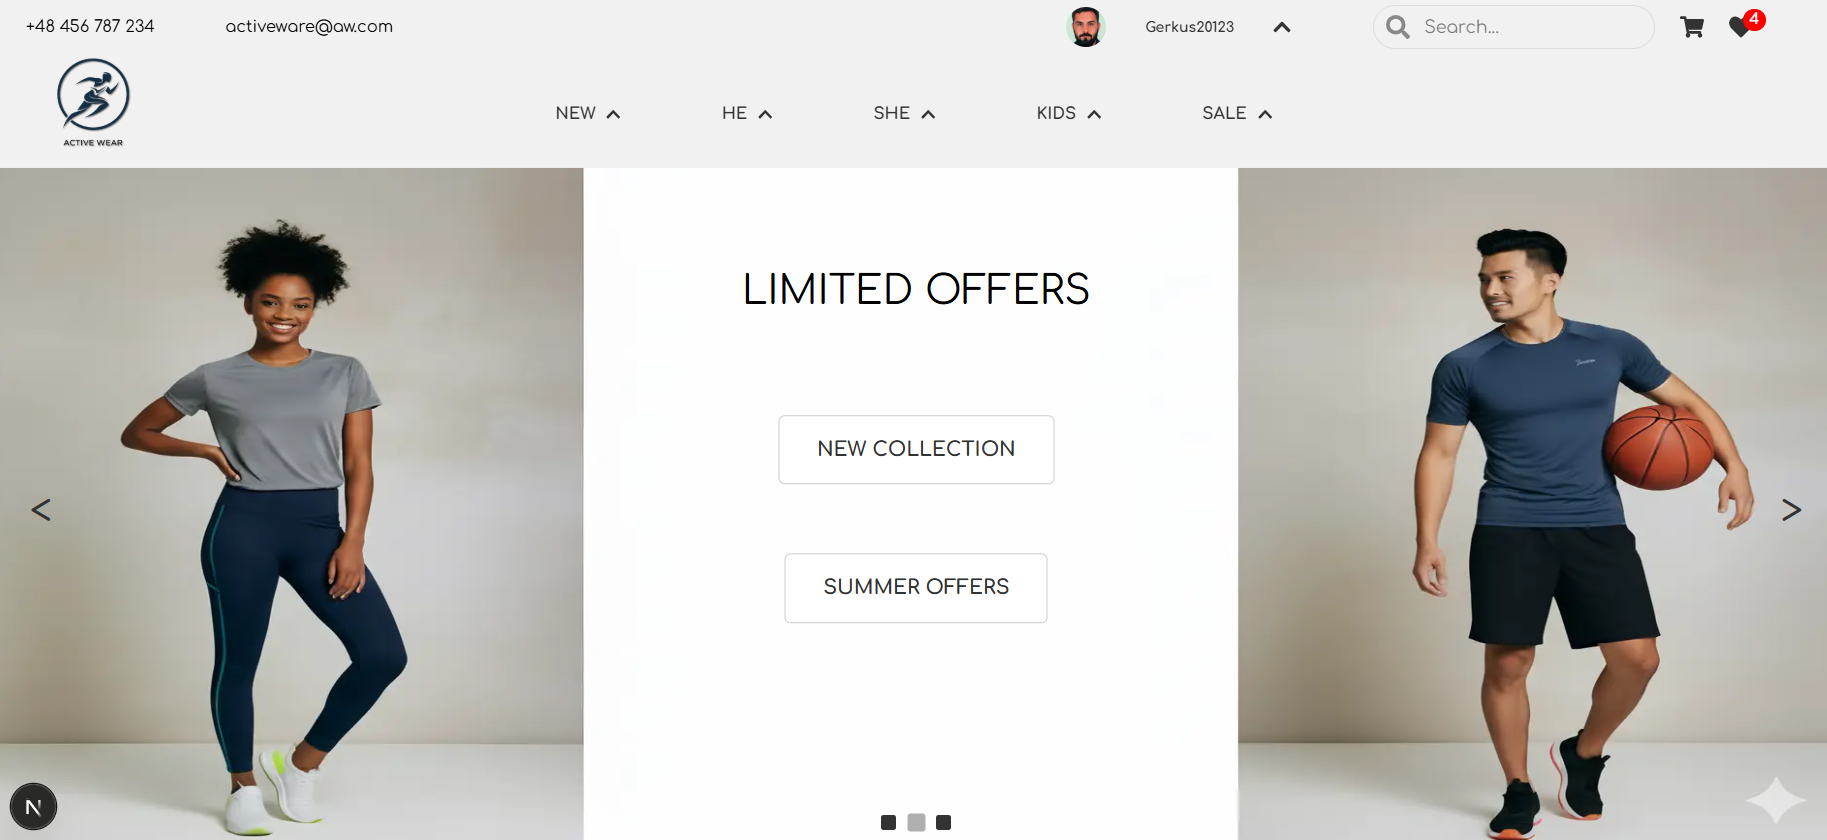 +48 456 787 234
activeware@aw.com
Gerkus20123
Search...
4
ACTIVE WEAR
NEW
HE
SHE
KIDS
SALE
LIMITED OFFERS
NEW COLLECTION
SUMMER OFFERS
<
>
N